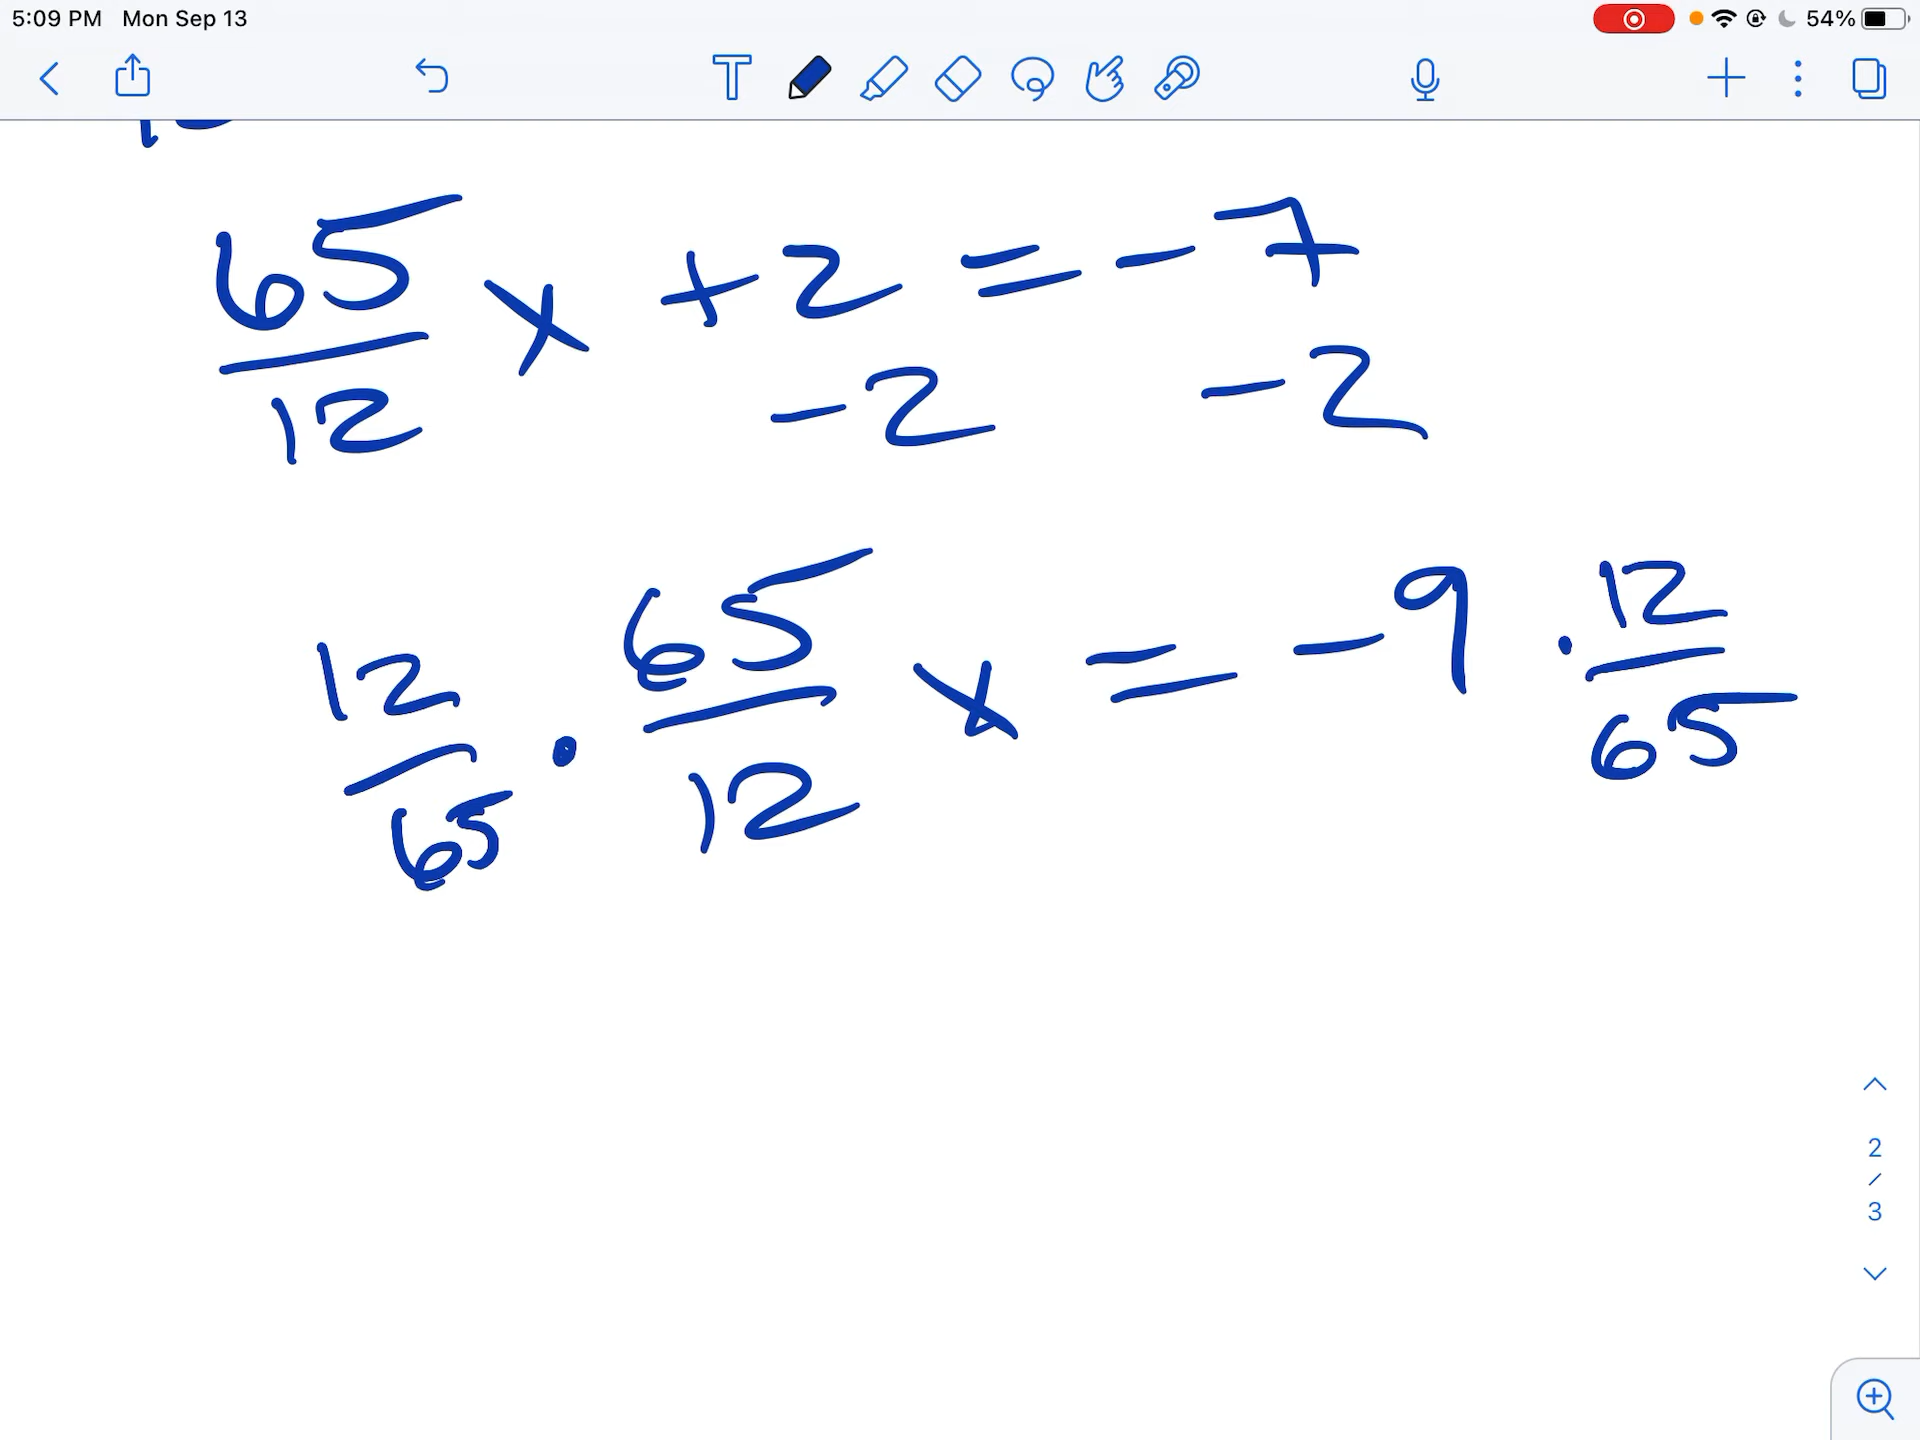 5:09 PM Mon Sep 13 54%
T
65/12 x + 2 = -7
-2 -2
12/65 · 65/12 x = -9 · 12/65
2
/
3